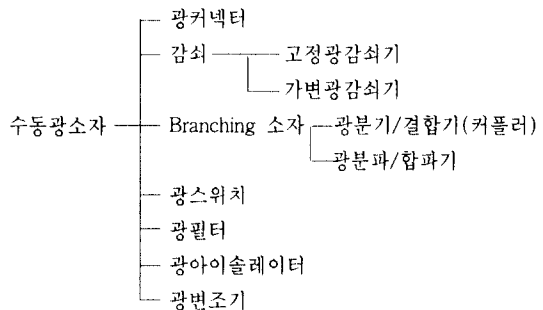 광커넥터
감쇠 고정광감쇠기
가변광감쇠기
수동광소자 Branching 소자 광분기/결합기(커플러)
광분파/합파기
광스위치
광필터
광아이솔레이터
광변조기